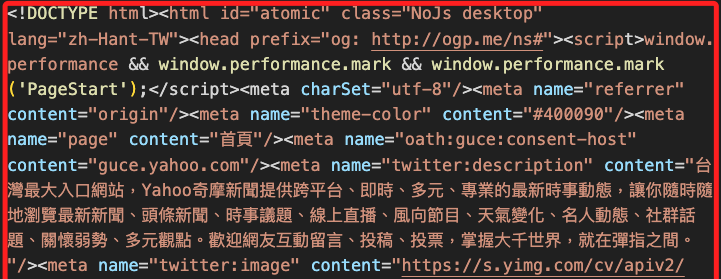 <!DOCTYPE html><html id="atomic" class="NoJs desktop"
lang="zh-Hant-TW"><head prefix="og: http://ogp.me/ns#"><script>window.
performance && window.performance.mark && window.performance.mark
('PageStart');</script><meta charSet="utf-8"/><meta name="referrer"
content="origin"/><meta name="theme-color" content="#400090"/><meta
name="page" content="首頁"/><meta name="oath:guce:consent-host"
content="guce.yahoo.com"/><meta name="twitter:description" content="台
灣最大入口網站，Yahoo奇摩新聞提供跨平台、即時、多元、專業的最新時事動態，讓你隨時隨
地瀏覽最新新聞、頭條新聞、時事議題、線上直播、風向節目、天氣變化、名人動態、社群話
題、關懷弱勢、多元觀點。歡迎網友互動留言、投稿、投票，掌握大千世界，就在彈指之間。
"/><meta name="twitter:image" content="https://s.yimg.com/cv/apiv2/